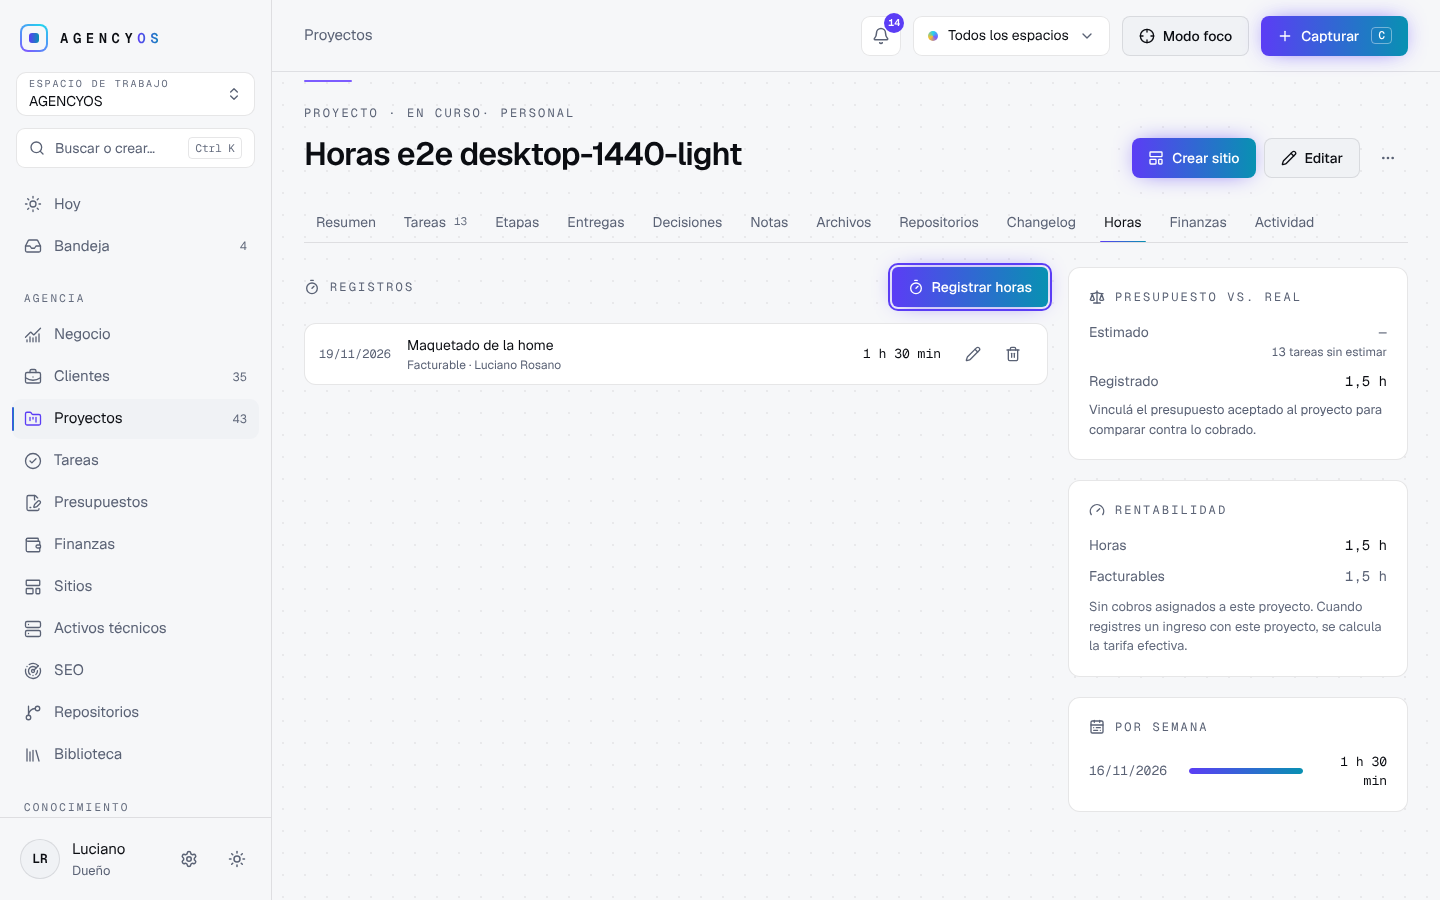 AGENCYOS
ESPACIO DE TRABAJO
AGENCYOS
Buscar o crear...
Ctrl K
Hoy
Bandeja
4
AGENCIA
Negocio
Clientes
35
Proyectos
43
Tareas
Presupuestos
Finanzas
Sitios
Activos técnicos
SEO
Repositorios
Biblioteca
CONOCIMIENTO
LR
Luciano
Dueño
Proyectos
14
Todos los espacios
Modo foco
Capturar
C
PROYECTO · EN CURSO· PERSONAL
Horas e2e desktop-1440-light
Crear sitio
Editar
Resumen
Tareas 13
Etapas
Entregas
Decisiones
Notas
Archivos
Repositorios
Changelog
Horas
Finanzas
Actividad
REGISTROS
Registrar horas
19/11/2026
Maquetado de la home
Facturable · Luciano Rosano
1 h 30 min
PRESUPUESTO VS. REAL
Estimado
—
13 tareas sin estimar
Registrado
1,5 h
Vinculá el presupuesto aceptado al proyecto para
comparar contra lo cobrado.
RENTABILIDAD
Horas
1,5 h
Facturables
1,5 h
Sin cobros asignados a este proyecto. Cuando
registres un ingreso con este proyecto, se calcula
la tarifa efectiva.
POR SEMANA
16/11/2026
1 h 30
min